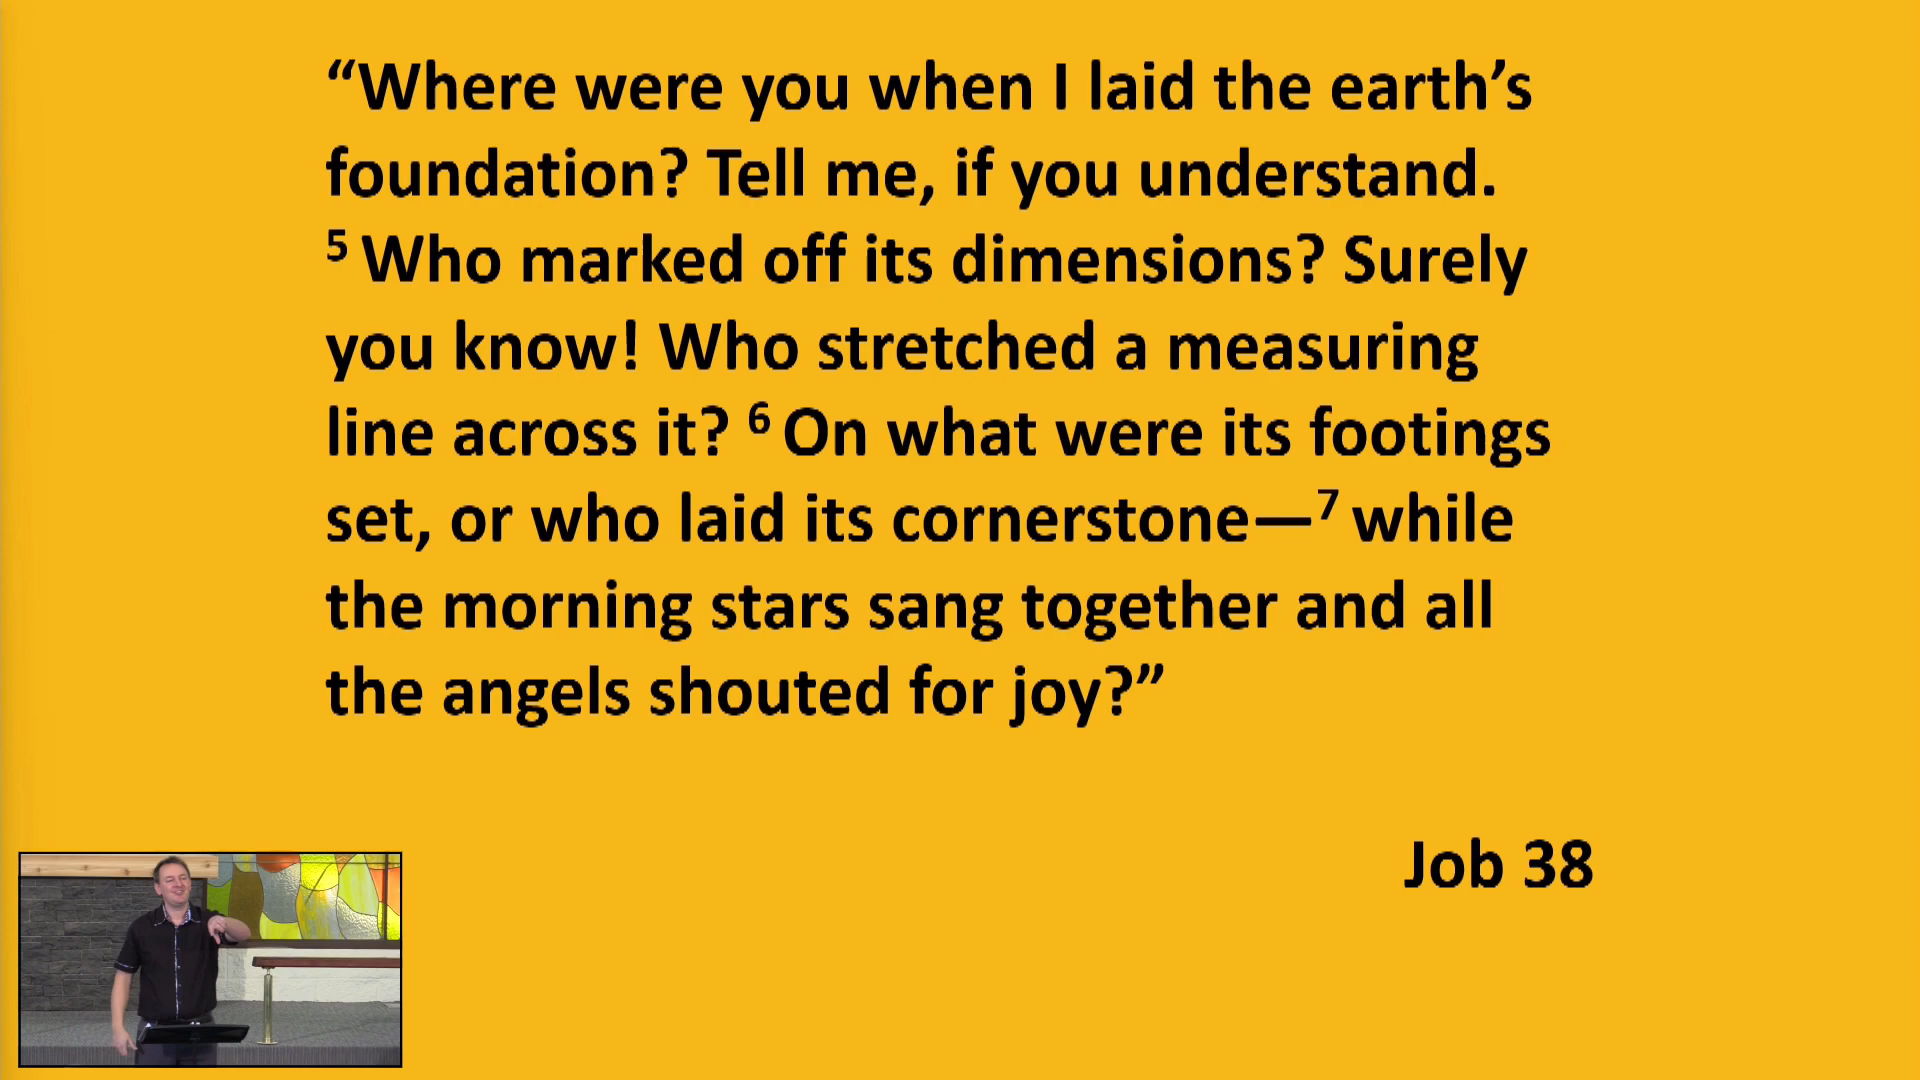 “Where were you when I laid the earth’s
foundation? Tell me, if you understand.
5 Who marked off its dimensions? Surely
you know! Who stretched a measuring
line across it? 6 On what were its footings
set, or who laid its cornerstone—7 while
the morning stars sang together and all
the angels shouted for joy?”
Job 38